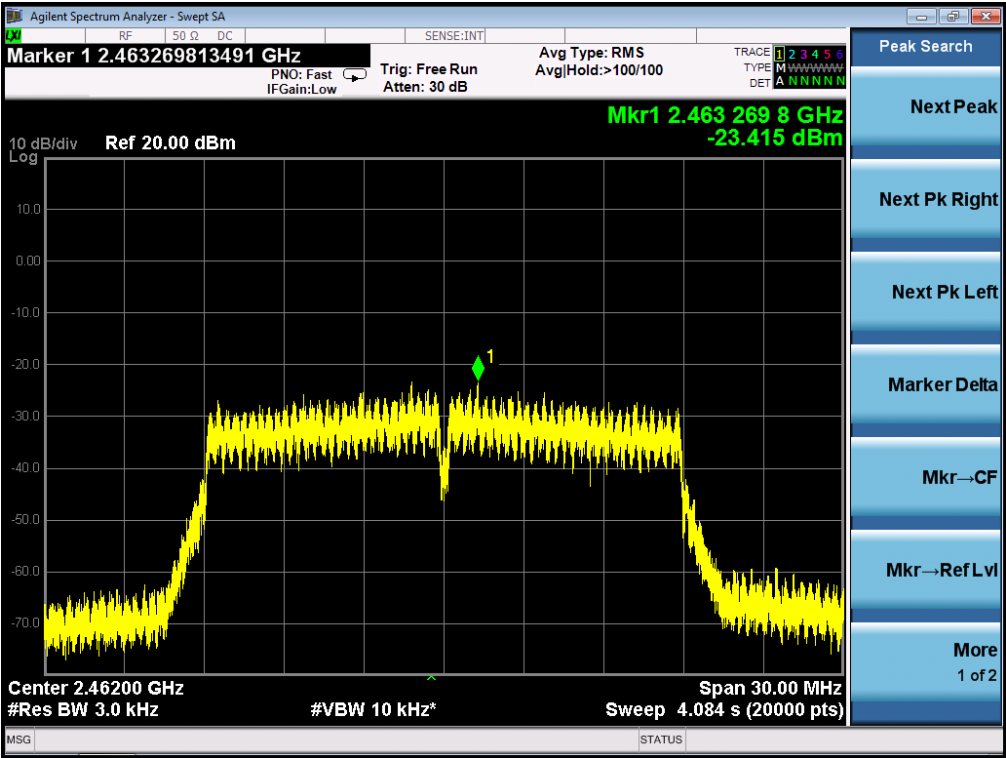 Agilent Spectrum Analyzer - Swept SA
LXI RF 50 Ω DC SENSE:INT
Marker 1 2.463269813491 GHz
PNO: Fast
IFGain:Low
Trig: Free Run
Atten: 30 dB
Avg Type: RMS
Avg|Hold:>100/100
TRACE 1 2 3 4 5 6
TYPE M W W W W W
DET A N N N N N
Mkr1 2.463 269 8 GHz
-23.415 dBm
10 dB/div Ref 20.00 dBm
Log
10.0
0.00
-10.0
-20.0
-30.0
-40.0
-50.0
-60.0
-70.0
1
Center 2.46200 GHz Span 30.00 MHz
#Res BW 3.0 kHz #VBW 10 kHz* Sweep 4.084 s (20000 pts)
MSG STATUS
Peak Search
Next Peak
Next Pk Right
Next Pk Left
Marker Delta
Mkr→CF
Mkr→Ref Lvl
More
1 of 2